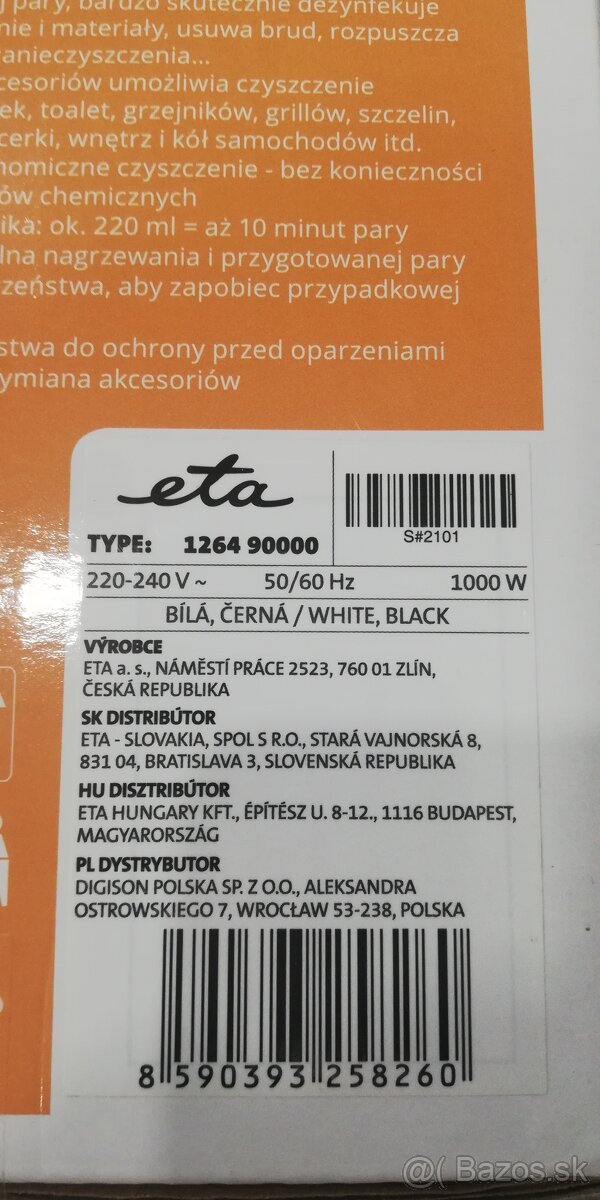 pary, bardzo skutecznie dezynfekuje
nie i materiały, usuwa brud, rozpuszcza
anieczyszczenia...
cesoriów umożliwia czyszczenie
ek, toalet, grzejników, grillów, szczelin,
cerki, wnętrz i kół samochodów itd.
nomiczne czyszczenie - bez konieczności
ów chemicznych
ika: ok. 220 ml = aż 10 minut pary
lna nagrzewania i przygotowanej pary
zeństwa, aby zapobiec przypadkowej
stwa do ochrony przed oparzeniami
ymiana akcesoriów
eta
S#2101
TYPE: 1264 90000
220-240 V ~ 50/60 Hz 1000 W
BÍLÁ, ČERNÁ / WHITE, BLACK
VÝROBCE
ETA a. s., NÁMĚSTÍ PRÁCE 2523, 760 01 ZLÍN,
ČESKÁ REPUBLIKA
SK DISTRIBÚTOR
ETA - SLOVAKIA, SPOL S R.O., STARÁ VAJNORSKÁ 8,
831 04, BRATISLAVA 3, SLOVENSKÁ REPUBLIKA
HU DISZTRIBÚTOR
ETA HUNGARY KFT., ÉPÍTÉSZ U. 8-12., 1116 BUDAPEST,
MAGYARORSZÁG
PL DYSTRYBUTOR
DIGISON POLSKA SP. Z O.O., ALEKSANDRA
OSTROWSKIEGO 7, WROCŁAW 53-238, POLSKA
8 590393 258260
@( Bazos.sk